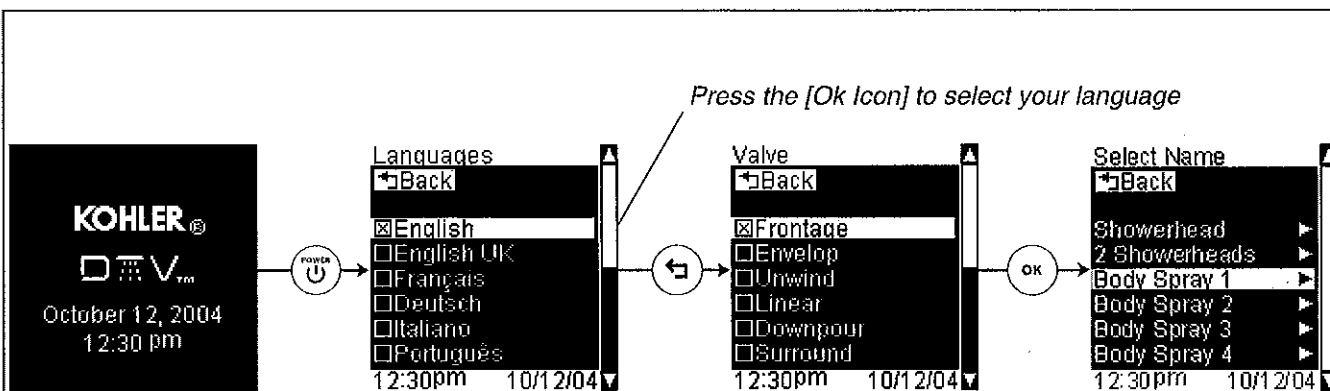 Press the [Ok Icon] to select your language
KOHLER®
DTV™
October 12, 2004
12:30 pm
POWER
Languages
Back
English
English UK
Français
Deutsch
Italiano
Português
12:30pm 10/12/04
Valve
Back
Frontage
Envelop
Unwind
Linear
Downpour
Surround
12:30pm 10/12/04
OK
Select Name
Back
Showerhead
2 Showerheads
Body Spray 1
Body Spray 2
Body Spray 3
Body Spray 4
12:30pm 10/12/04